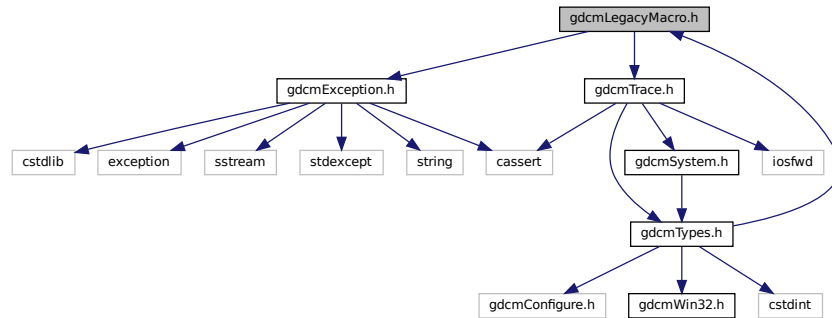 gdcmLegacyMacro.h
gdcmException.h
gdcmTrace.h
cstdlib
exception
sstream
stdexcept
string
cassert
gdcmSystem.h
iosfwd
gdcmTypes.h
gdcmConfigure.h
gdcmWin32.h
cstdint